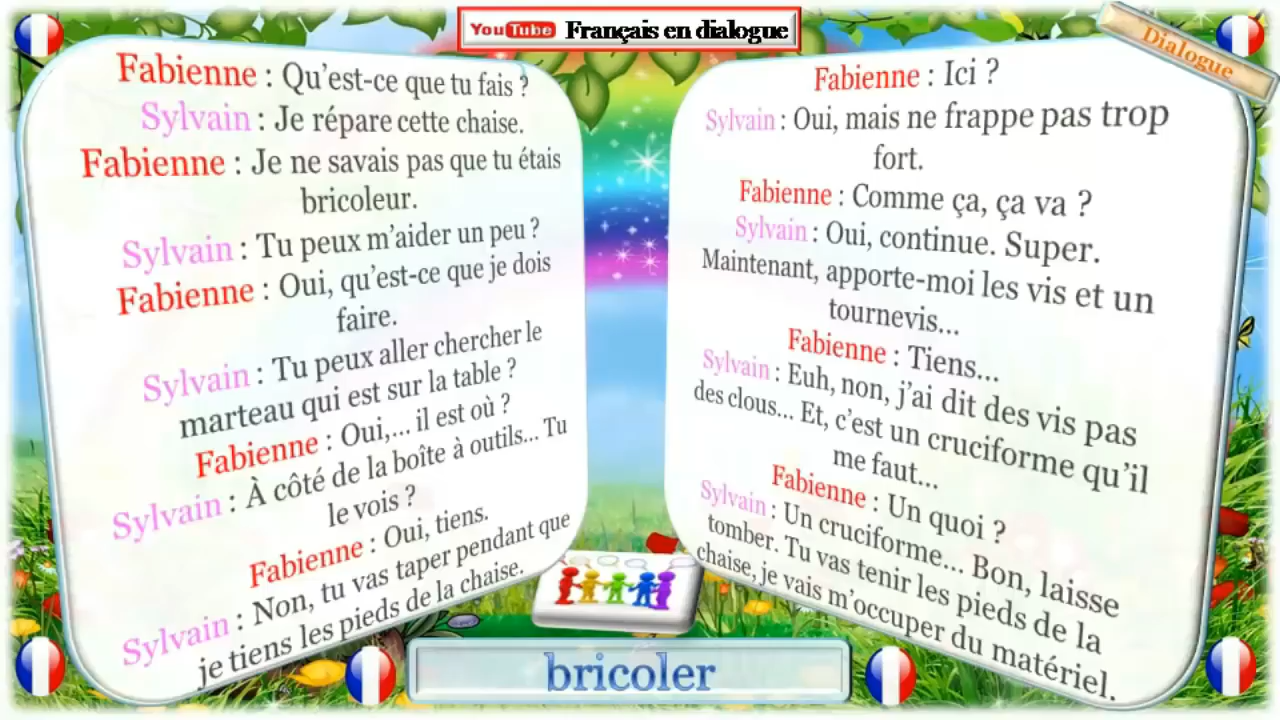 YouTube Français en dialogue
Dialogue
Fabienne : Qu'est-ce que tu fais ?
Sylvain : Je répare cette chaise.
Fabienne : Je ne savais pas que tu étais
bricoleur.
Sylvain : Tu peux m'aider un peu ?
Fabienne : Oui, qu'est-ce que je dois
faire.
Sylvain : Tu peux aller chercher le
marteau qui est sur la table ?
Fabienne : Oui,... il est où ?
Sylvain : À côté de la boîte à outils... Tu
le vois ?
Fabienne : Oui, tiens.
Sylvain : Non, tu vas taper pendant que
je tiens les pieds de la chaise.
Fabienne : Ici ?
Sylvain : Oui, mais ne frappe pas trop
fort.
Fabienne : Comme ça, ça va ?
Sylvain : Oui, continue. Super.
Maintenant, apporte-moi les vis et un
tournevis...
Fabienne : Tiens...
Sylvain : Euh, non, j'ai dit des vis pas
des clous... Et, c'est un cruciforme qu'il
me faut...
Fabienne : Un quoi ?
Sylvain : Un cruciforme... Bon, laisse
tomber. Tu vas tenir les pieds de la
chaise, je vais m'occuper du matériel.
bricoler